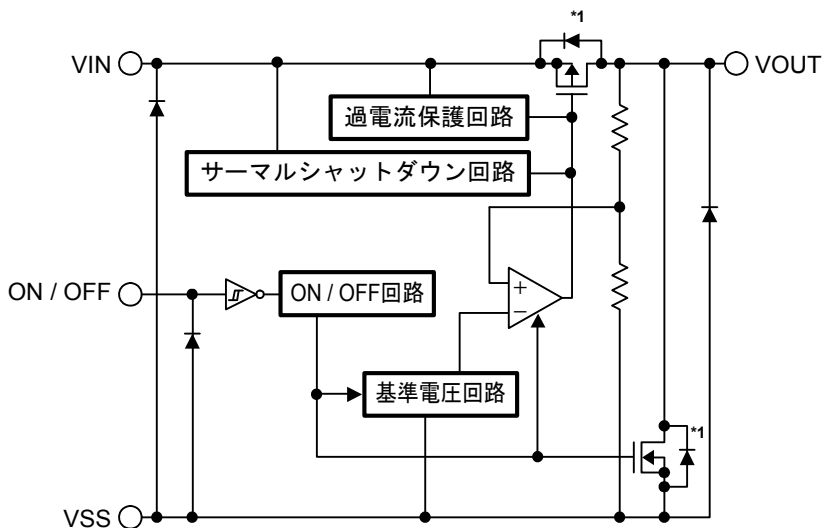 *1
VIN
VOUT
過電流保護回路
サーマルシャットダウン回路
ON / OFF
ON / OFF回路
+
−
基準電圧回路
*1
VSS